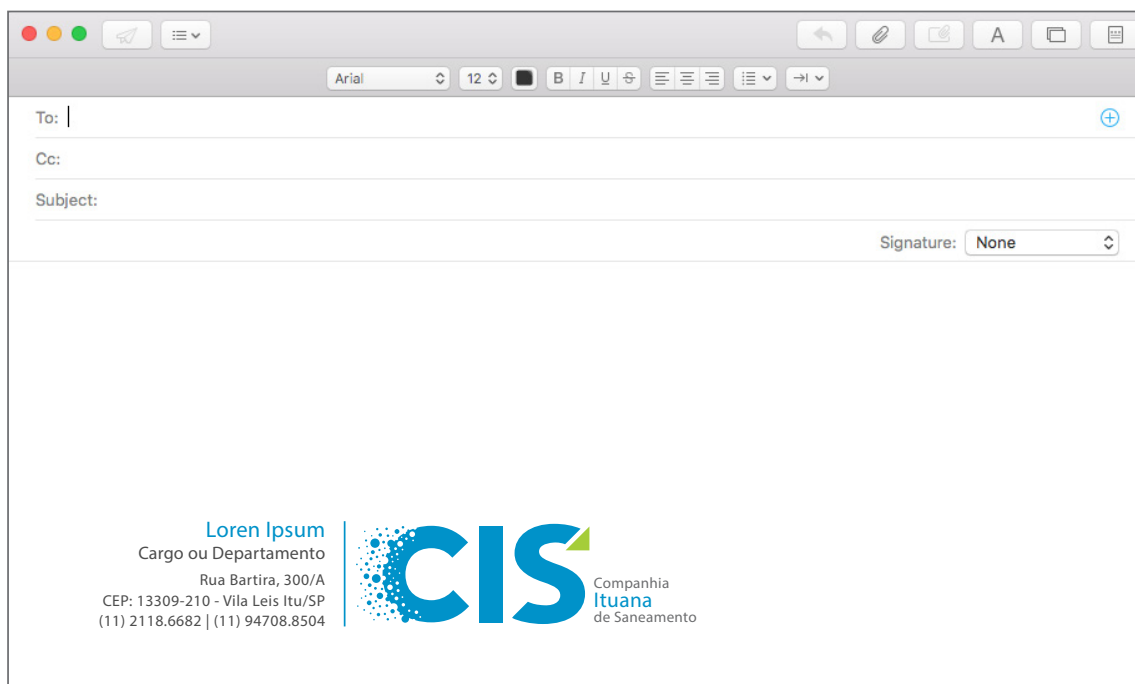 Arial
12
B I U S
A
To:
Cc:
Subject:
Signature: None
Loren Ipsum
Cargo ou Departamento
Rua Bartira, 300/A
CEP: 13309-210 - Vila Leis Itu/SP
(11) 2118.6682 | (11) 94708.8504
CIS
Companhia
Ituana
de Saneamento